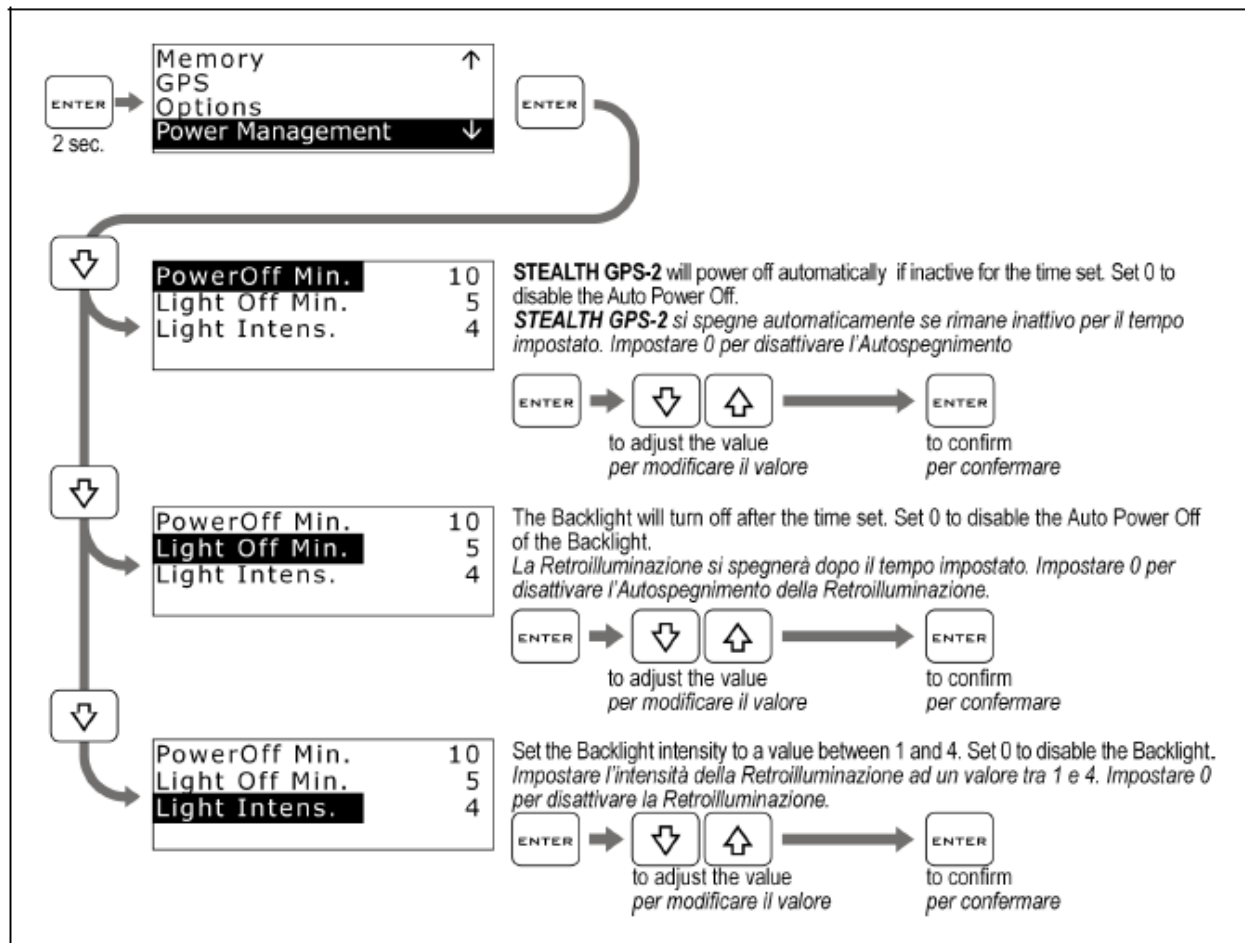 Memory ↑
GPS
Options
Power Management ↓
ENTER
2 sec.
ENTER
PowerOff Min. 10
Light Off Min. 5
Light Intens. 4
STEALTH GPS-2 will power off automatically if inactive for the time set. Set 0 to
disable the Auto Power Off.
STEALTH GPS-2 si spegne automaticamente se rimane inattivo per il tempo
impostato. Impostare 0 per disattivare l'Autospegnimento
ENTER
to adjust the value
per modificare il valore
ENTER
to confirm
per confermare
PowerOff Min. 10
Light Off Min. 5
Light Intens. 4
The Backlight will turn off after the time set. Set 0 to disable the Auto Power Off
of the Backlight.
La Retroilluminazione si spegnerà dopo il tempo impostato. Impostare 0 per
disattivare l'Autospegnimento della Retroilluminazione.
ENTER
to adjust the value
per modificare il valore
ENTER
to confirm
per confermare
PowerOff Min. 10
Light Off Min. 5
Light Intens. 4
Set the Backlight intensity to a value between 1 and 4. Set 0 to disable the Backlight.
Impostare l'intensità della Retroilluminazione ad un valore tra 1 e 4. Impostare 0
per disattivare la Retroilluminazione.
ENTER
to adjust the value
per modificare il valore
ENTER
to confirm
per confermare